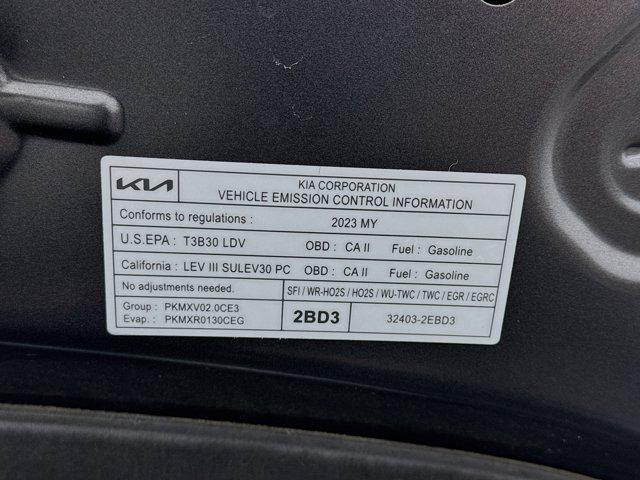 KIA
KIA CORPORATION
VEHICLE EMISSION CONTROL INFORMATION
Conforms to regulations : 2023 MY
U.S.EPA : T3B30 LDV OBD : CA II Fuel : Gasoline
California : LEV III SULEV30 PC OBD : CA II Fuel : Gasoline
No adjustments needed. SFI / WR-HO2S / HO2S / WU-TWC / TWC / EGR / EGRC
Group : PKMXV02.0CE3
Evap. : PKMXR0130CEG
2BD3
32403-2EBD3